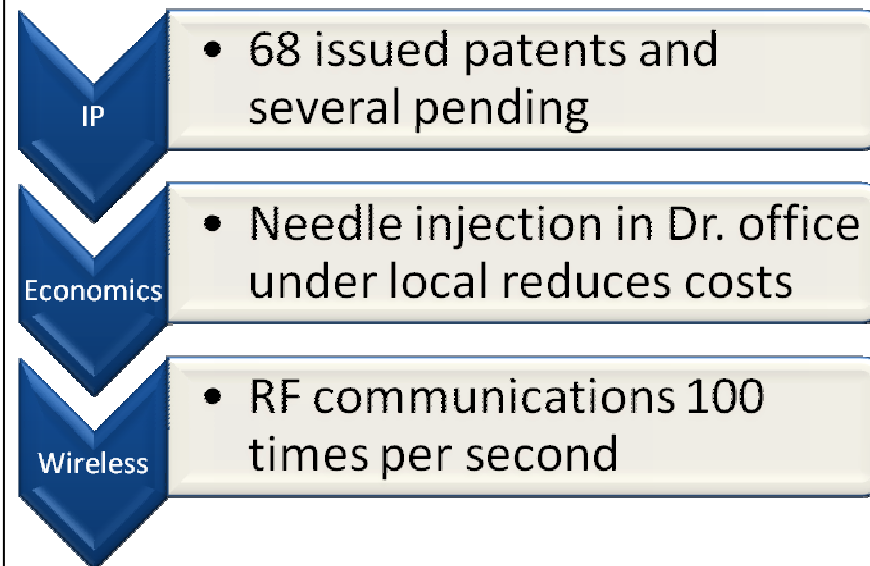 IP
• 68 issued patents and
several pending
Economics
• Needle injection in Dr. office
under local reduces costs
Wireless
• RF communications 100
times per second